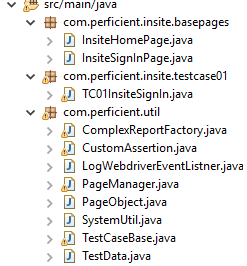 src/main/java
com.perficient.insite.basepages
InsiteHomePage.java
InsiteSignInPage.java
com.perficient.insite.testcase01
TC01InsiteSignIn.java
com.perficient.util
ComplexReportFactory.java
CustomAssertion.java
LogWebdriverEventListner.java
PageManager.java
PageObject.java
SystemUtil.java
TestCaseBase.java
TestData.java